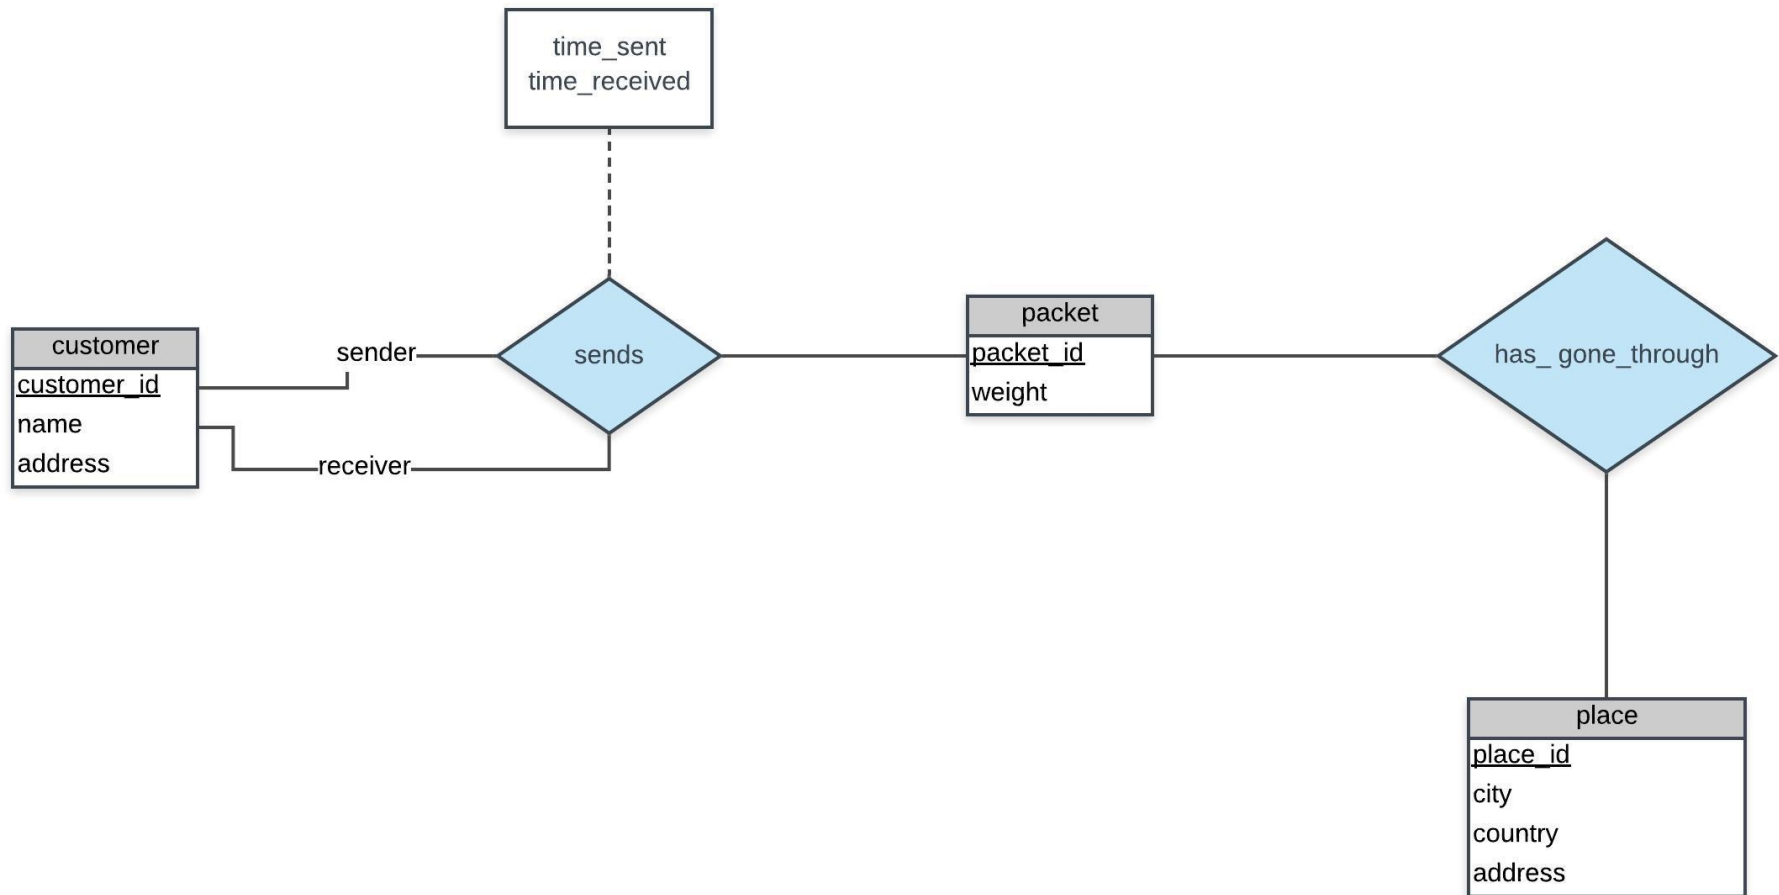 time_sent
time_received
customer
customer_id
name
address
sender
receiver
sends
packet
packet_id
weight
has_ gone_through
place
place_id
city
country
address